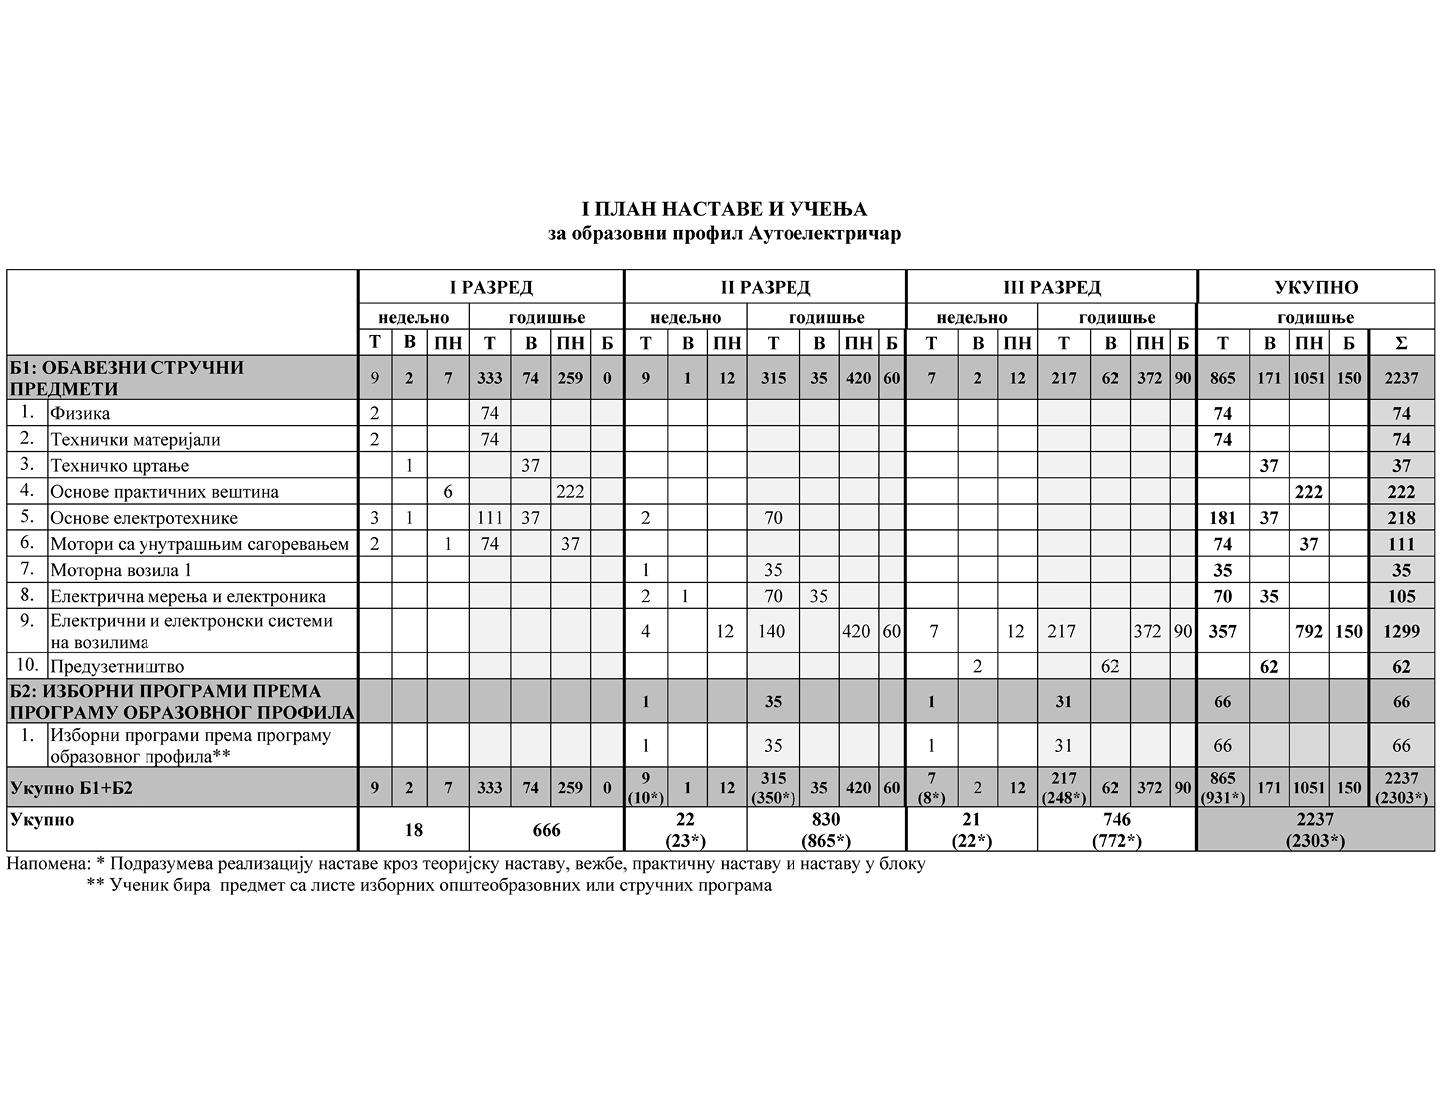 I ПЛАН НАСТАВЕ И УЧЕЊА
за образовни профил Аутоелектричар
I РАЗРЕД II РАЗРЕД III РАЗРЕД УКУПНО
недељно годишње недељно годишње недељно годишње годишње
Т В ПН Т В ПН Б Т В ПН Т В ПН Б Т В ПН Т В ПН Б Т В ПН Б Σ
Б1: ОБАВЕЗНИ СТРУЧНИ
ПРЕДМЕТИ 9 2 7 333 74 259 0 9 1 12 315 35 420 60 7 2 12 217 62 372 90 865 171 1051 150 2237
1. Физика 2 74 74 74
2. Технички материјали 2 74 74 74
3. Техничко цртање 1 37 37 37
4. Основе практичних вештина 6 222 222 222
5. Основе електротехнике 3 1 111 37 2 70 181 37 218
6. Мотори са унутрашњим сагоревањем 2 1 74 37 74 37 111
7. Моторна возила 1 1 35 35 35
8. Електрична мерења и електроника 2 1 70 35 70 35 105
9. Електрични и електронски системи
на возилима 4 12 140 420 60 7 12 217 372 90 357 792 150 1299
10. Предузетништво 2 62 62 62
Б2: ИЗБОРНИ ПРОГРАМИ ПРЕМА
ПРОГРАМУ ОБРАЗОВНОГ ПРОФИЛА 1 35 1 31 66 66
1. Изборни програми према програму
образовног профила** 1 35 1 31 66 66
Укупно Б1+Б2 9 2 7 333 74 259 0 9 1 12 315 35 420 60 7 2 12 217 62 372 90 865 171 1051 150 2237
(10*) (350*) (8*) (248*) (931*) (2303*)
Укупно 18 666 22 830 21 746 2237
(23*) (865*) (22*) (772*) (2303*)
Напомена: * Подразумева реализацију наставе кроз теоријску наставу, вежбе, практичну наставу и наставу у блоку
** Ученик бира предмет са листе изборних општеобразовних или стручних програма